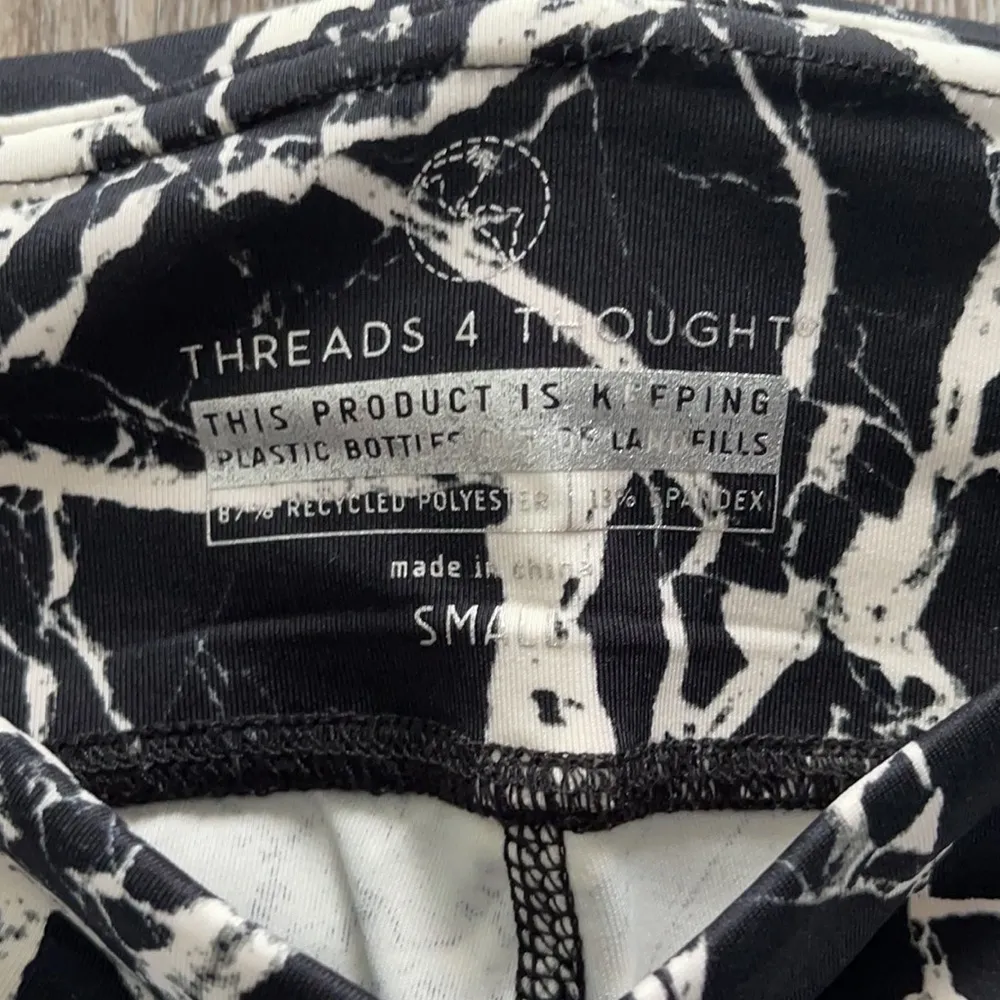 THREADS 4 THOUGHT®
THIS PRODUCT IS KEEPING
PLASTIC BOTTLES OUT OF LANDFILLS
87% RECYCLED POLYESTER | 13% SPANDEX
made in china
SMALL